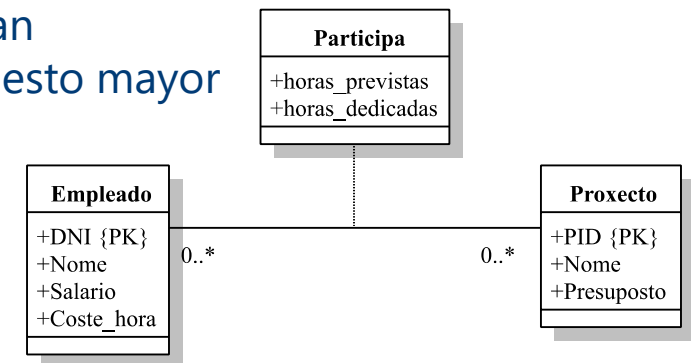 an
esto mayor
Participa
+horas_previstas
+horas_dedicadas
Empleado
+DNI {PK}
+Nome
+Salario
+Coste_hora
0..*
0..*
Proxecto
+PID {PK}
+Nome
+Presuposto